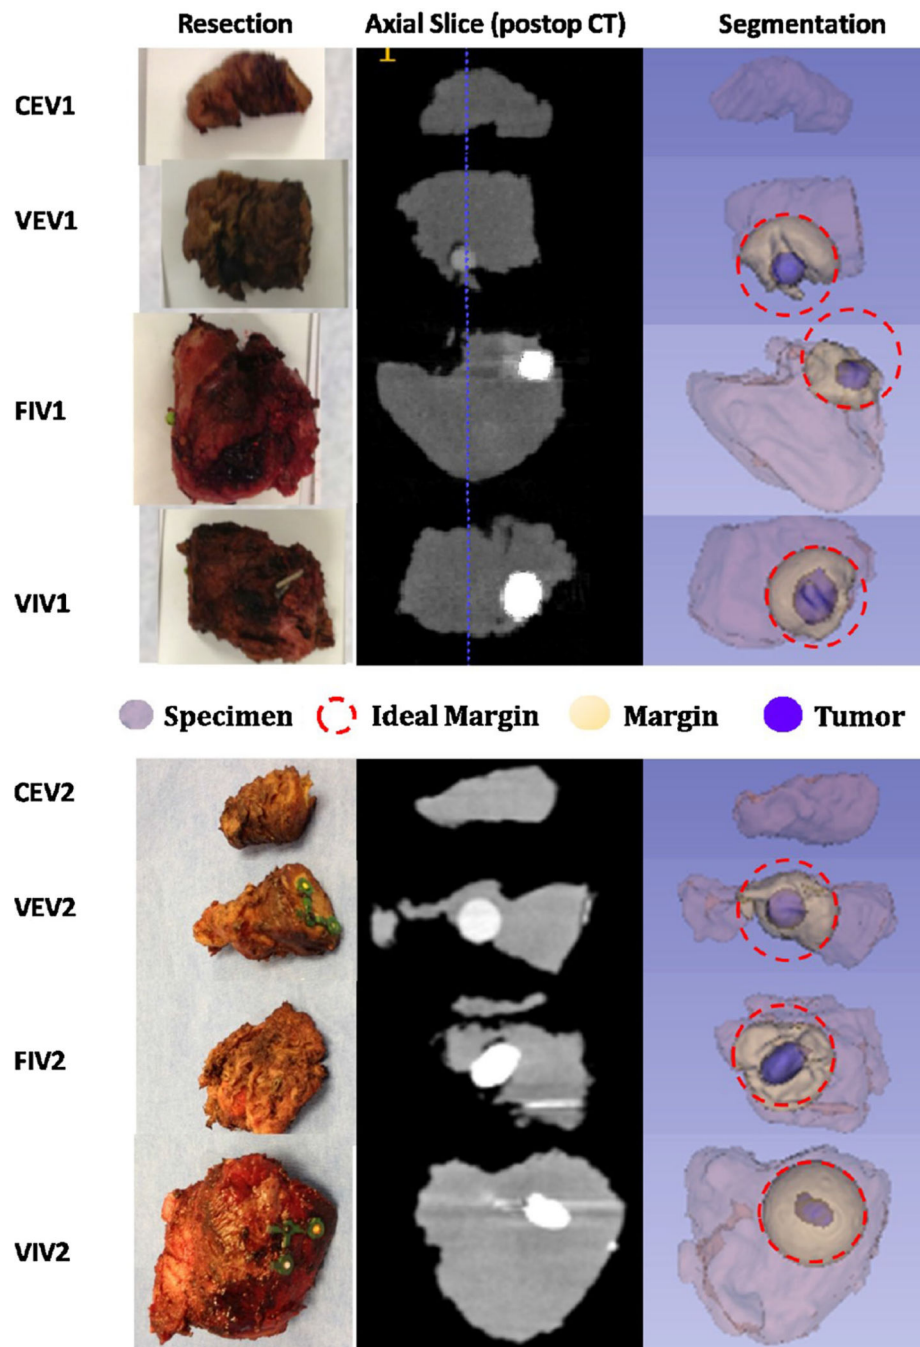 Resection Axial Slice (postop CT) Segmentation
CEV1
VEV1
FIV1
VIV1
Specimen Ideal Margin Margin Tumor
CEV2
VEV2
FIV2
VIV2